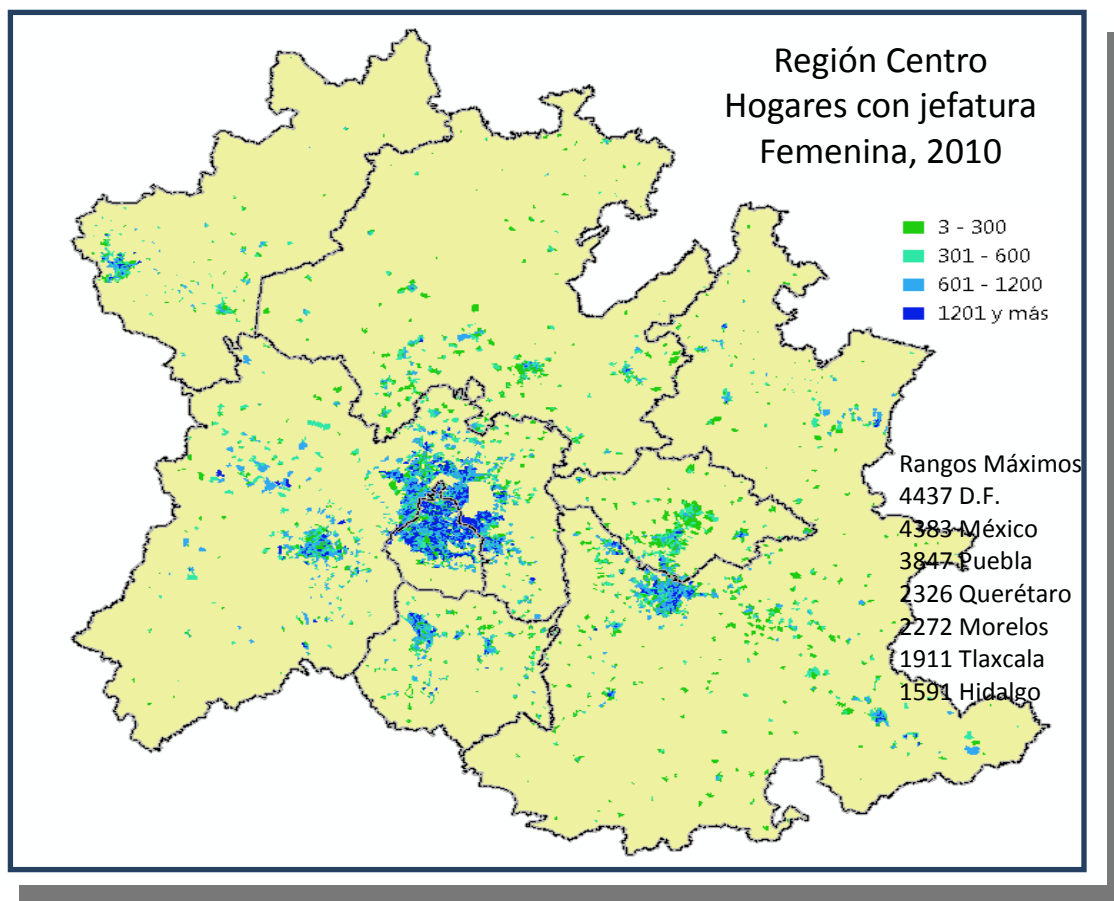 Región Centro
Hogares con jefatura
Femenina, 2010
3 - 300
301 - 600
601 - 1200
1201 y más
Rangos Máximos
4437 D.F.
4383 México
3847 Puebla
2326 Querétaro
2272 Morelos
1911 Tlaxcala
1591 Hidalgo